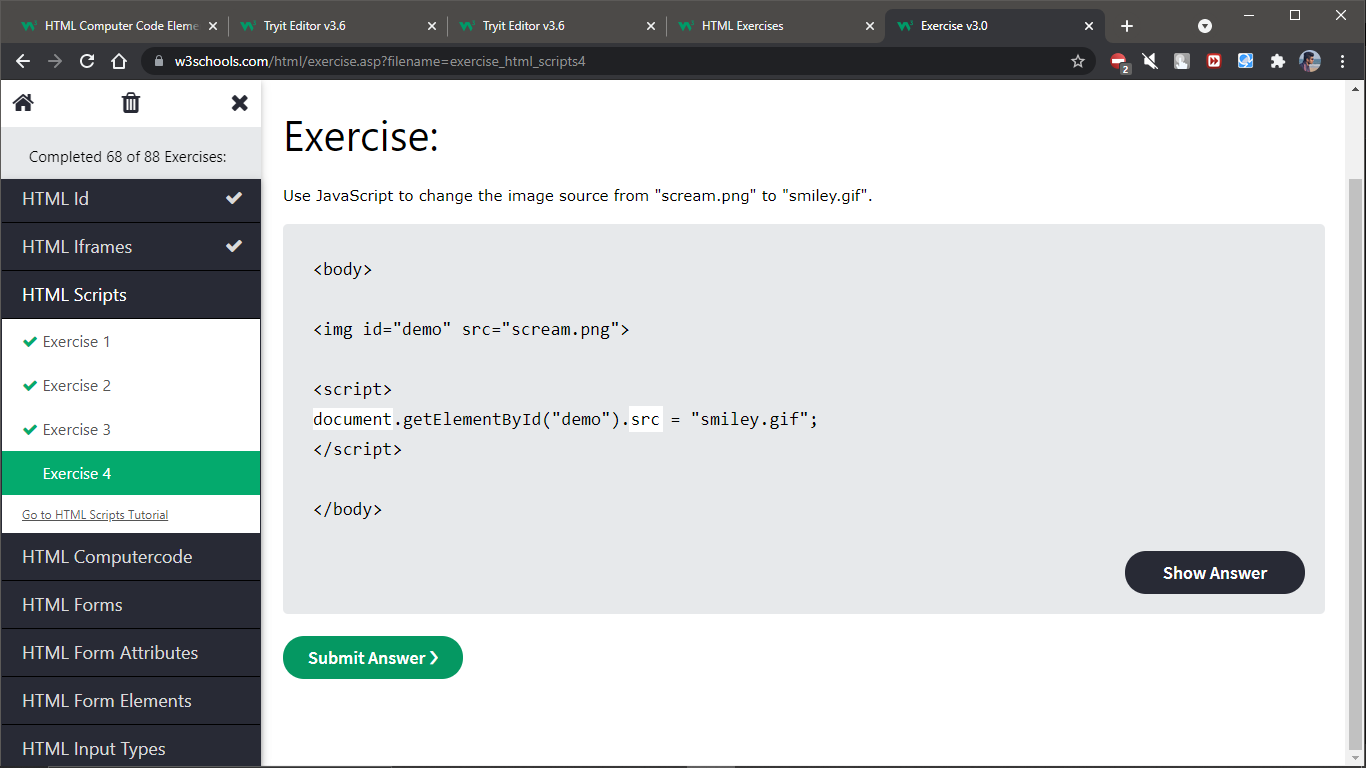 HTML Computer Code Eleme
Tryit Editor v3.6
Tryit Editor v3.6
HTML Exercises
Exercise v3.0
w3schools.com/html/exercise.asp?filename=exercise_html_scripts4
2
Completed 68 of 88 Exercises:
HTML Id
HTML Iframes
HTML Scripts
Exercise 1
Exercise 2
Exercise 3
Exercise 4
Go to HTML Scripts Tutorial
HTML Computercode
HTML Forms
HTML Form Attributes
HTML Form Elements
HTML Input Types
Exercise:
Use JavaScript to change the image source from "scream.png" to "smiley.gif".
<body>
<img id="demo" src="scream.png">
<script>
document.getElementById("demo").src = "smiley.gif";
</script>
</body>
Show Answer
Submit Answer ❯